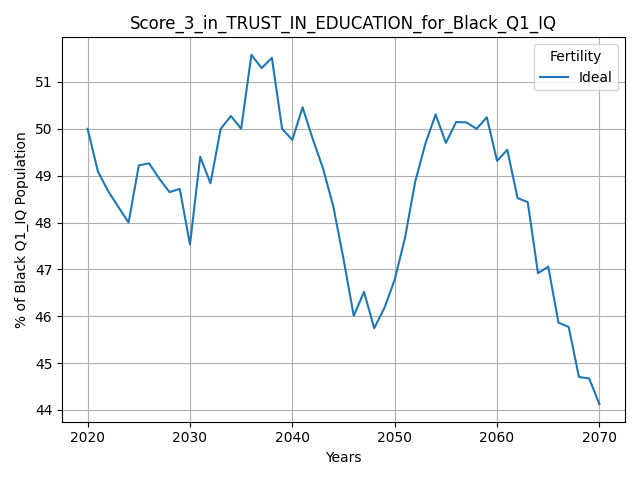 Score_3_in_TRUST_IN_EDUCATION_for_Black_Q1_IQ
Fertility
Ideal
% of Black Q1_IQ Population
51
50
49
48
47
46
45
44
2020 2030 2040 2050 2060 2070
Years